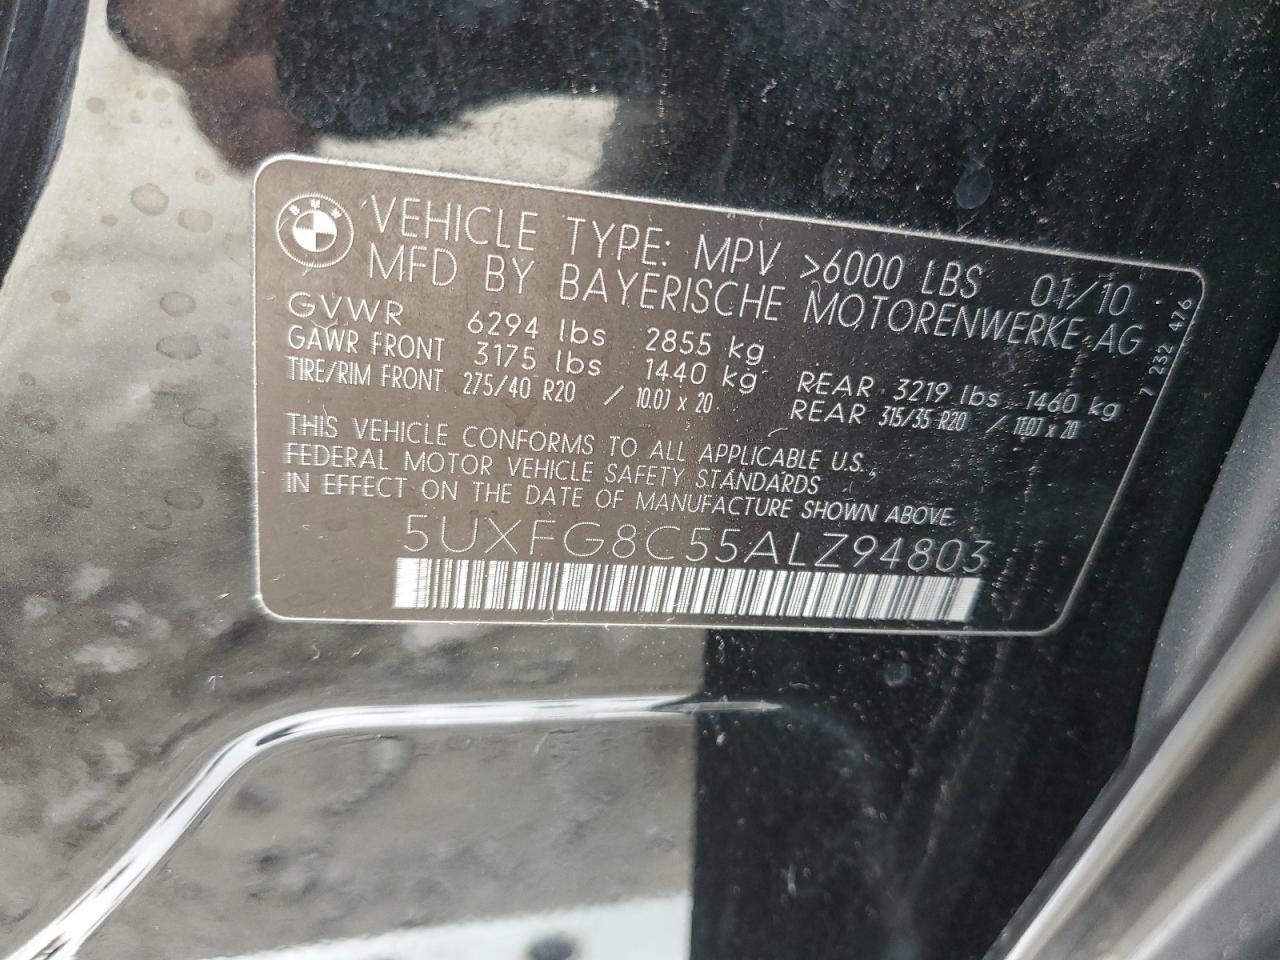 BMW
VEHICLE TYPE: MPV >6000 LBS 01/10
MFD BY BAYERISCHE MOTORENWERKE AG
GVWR 6294 lbs 2855 kg
GAWR FRONT 3175 lbs 1440 kg REAR 3219 lbs 1460 kg
TIRE/RIM FRONT 275/40 R20 / 10.0J x 20 REAR 315/35 R20 / 11.0J x 20
THIS VEHICLE CONFORMS TO ALL APPLICABLE U.S.
FEDERAL MOTOR VEHICLE SAFETY STANDARDS
IN EFFECT ON THE DATE OF MANUFACTURE SHOWN ABOVE.
5UXFG8C55ALZ94803
7 232 476